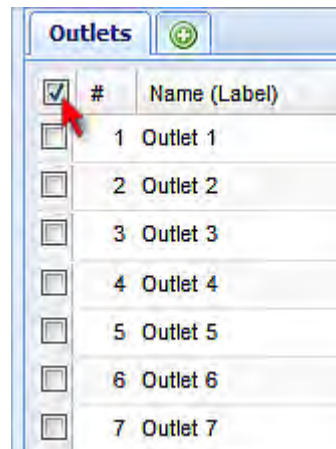 Outlets
# Name (Label)
1 Outlet 1
2 Outlet 2
3 Outlet 3
4 Outlet 4
5 Outlet 5
6 Outlet 6
7 Outlet 7